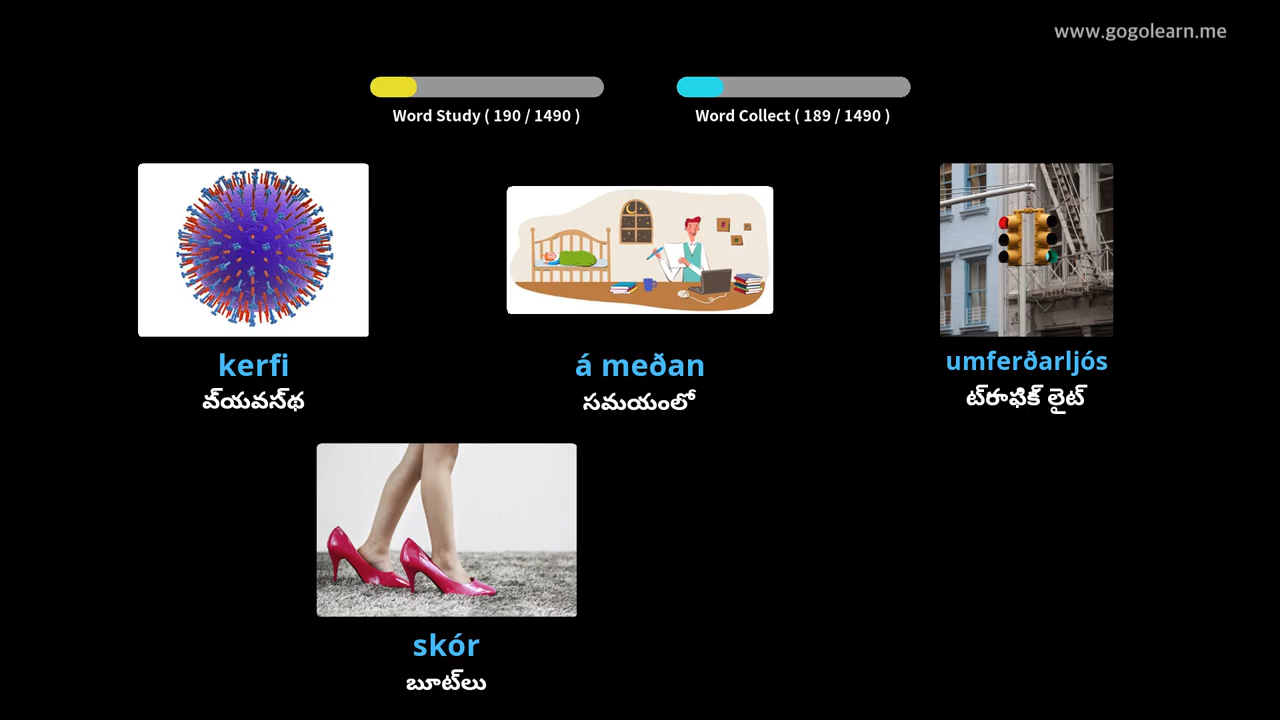 www.gogolearn.me
Word Study ( 190 / 1490 )
Word Collect ( 189 / 1490 )
kerfi
వ్యవస్థ
á meðan
సమయంలో
umferðarljós
ట్రాఫిక్ లైట్
skór
బూట్లు